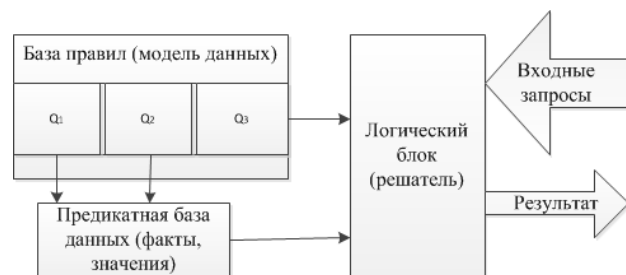 База правил (модель данных)
Q1 Q2 Q3
Предикатная база
данных (факты,
значения)
Логический
блок
(решатель)
Входные
запросы
Результат